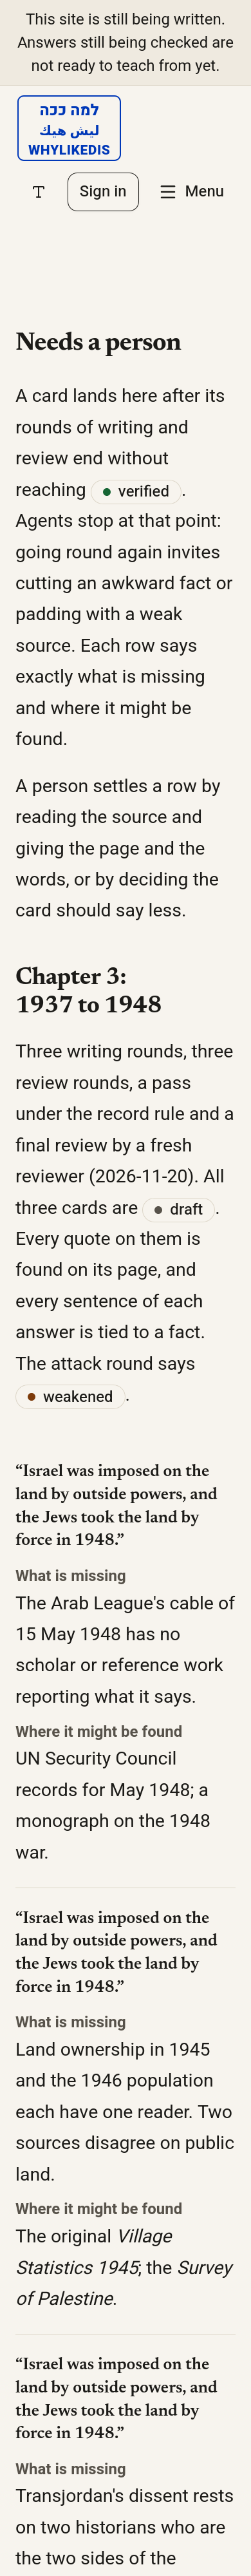 This site is still being written.
Answers still being checked are
not ready to teach from yet.
למה ככה
ليش هيك
WHYLIKEDIS
T Sign in Menu
Needs a person
A card lands here after its
rounds of writing and
review end without
reaching verified.
Agents stop at that point:
going round again invites
cutting an awkward fact or
padding with a weak
source. Each row says
exactly what is missing
and where it might be
found.
A person settles a row by
reading the source and
giving the page and the
words, or by deciding the
card should say less.
Chapter 3:
1937 to 1948
Three writing rounds, three
review rounds, a pass
under the record rule and a
final review by a fresh
reviewer (2026-11-20). All
three cards are draft.
Every quote on them is
found on its page, and
every sentence of each
answer is tied to a fact.
The attack round says
weakened.
“Israel was imposed on the
land by outside powers, and
the Jews took the land by
force in 1948.”
What is missing
The Arab League's cable of
15 May 1948 has no
scholar or reference work
reporting what it says.
Where it might be found
UN Security Council
records for May 1948; a
monograph on the 1948
war.
“Israel was imposed on the
land by outside powers, and
the Jews took the land by
force in 1948.”
What is missing
Land ownership in 1945
and the 1946 population
each have one reader. Two
sources disagree on public
land.
Where it might be found
The original Village
Statistics 1945; the Survey
of Palestine.
“Israel was imposed on the
land by outside powers, and
the Jews took the land by
force in 1948.”
What is missing
Transjordan's dissent rests
on two historians who are
the two sides of the